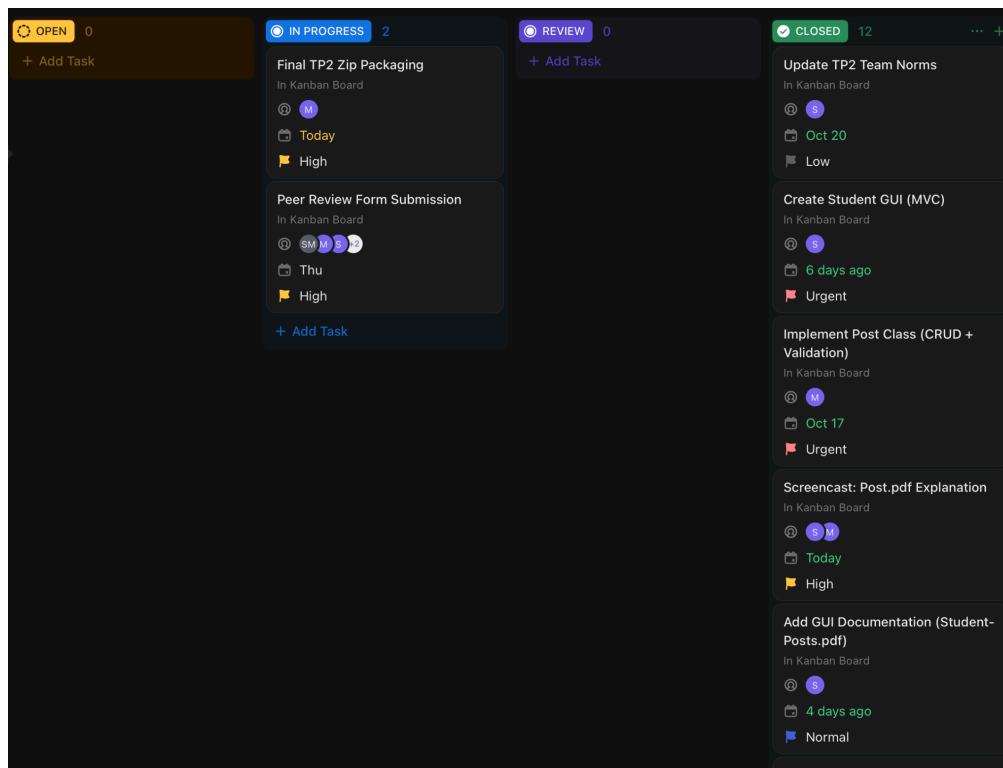 OPEN 0
+ Add Task
IN PROGRESS 2
Final TP2 Zip Packaging
In Kanban Board
M
Today
High
Peer Review Form Submission
In Kanban Board
SM M S +2
Thu
High
+ Add Task
REVIEW 0
+ Add Task
CLOSED 12 ... +
Update TP2 Team Norms
In Kanban Board
S
Oct 20
Low
Create Student GUI (MVC)
In Kanban Board
S
6 days ago
Urgent
Implement Post Class (CRUD +
Validation)
In Kanban Board
M
Oct 17
Urgent
Screencast: Post.pdf Explanation
In Kanban Board
S M
Today
High
Add GUI Documentation (Student-
Posts.pdf)
In Kanban Board
S
4 days ago
Normal